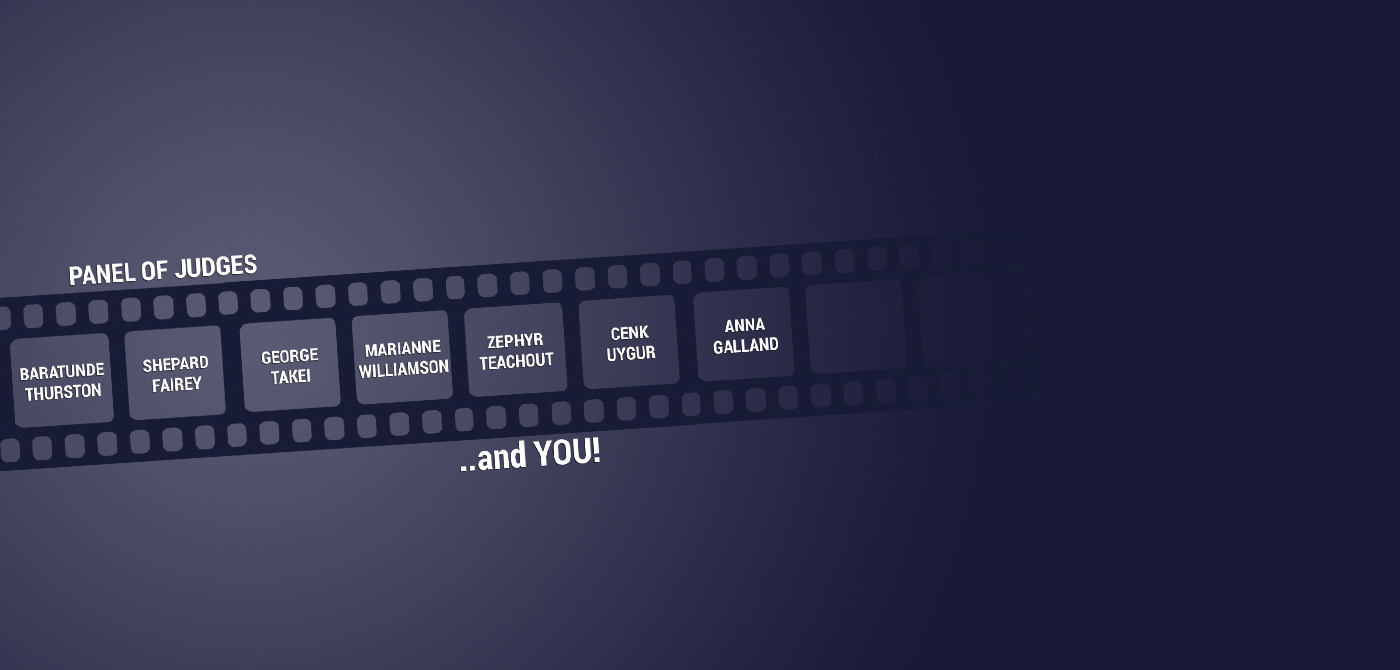 PANEL OF JUDGES
BARATUNDE
THURSTON
SHEPARD
FAIREY
GEORGE
TAKEI
MARIANNE
WILLIAMSON
ZEPHYR
TEACHOUT
CENK
UYGUR
ANNA
GALLAND
..and YOU!